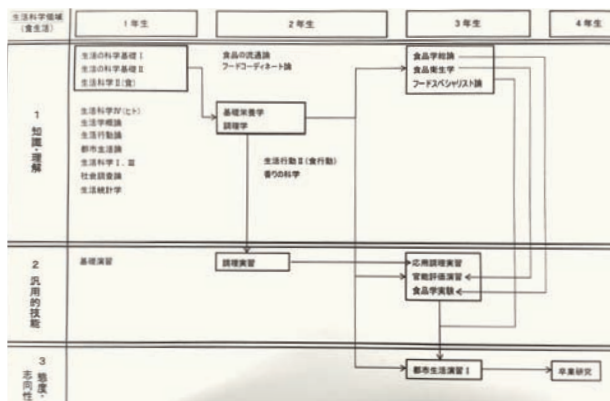 生活科学領域
(食生活)
1年生
2年生
3年生
4年生
1 知識・理解
生活の科学基礎Ⅰ
生活の科学基礎Ⅱ
生活科学Ⅱ(食)
生活科学Ⅳ(ヒト)
生活学概論
生活行動論
都市生活論
生活科学Ⅰ、Ⅲ
社会調査論
生活統計学
食品の流通論
フードコーディネート論
基礎栄養学
調理学
生活行動Ⅱ(食行動)
香りの科学
食品学総論
食品衛生学
フードスペシャリスト論
2 汎用的技能
基礎演習
調理実習
応用調理実習
官能評価演習
食品学実験
3 態度・志向性
都市生活演習Ⅰ
卒業研究